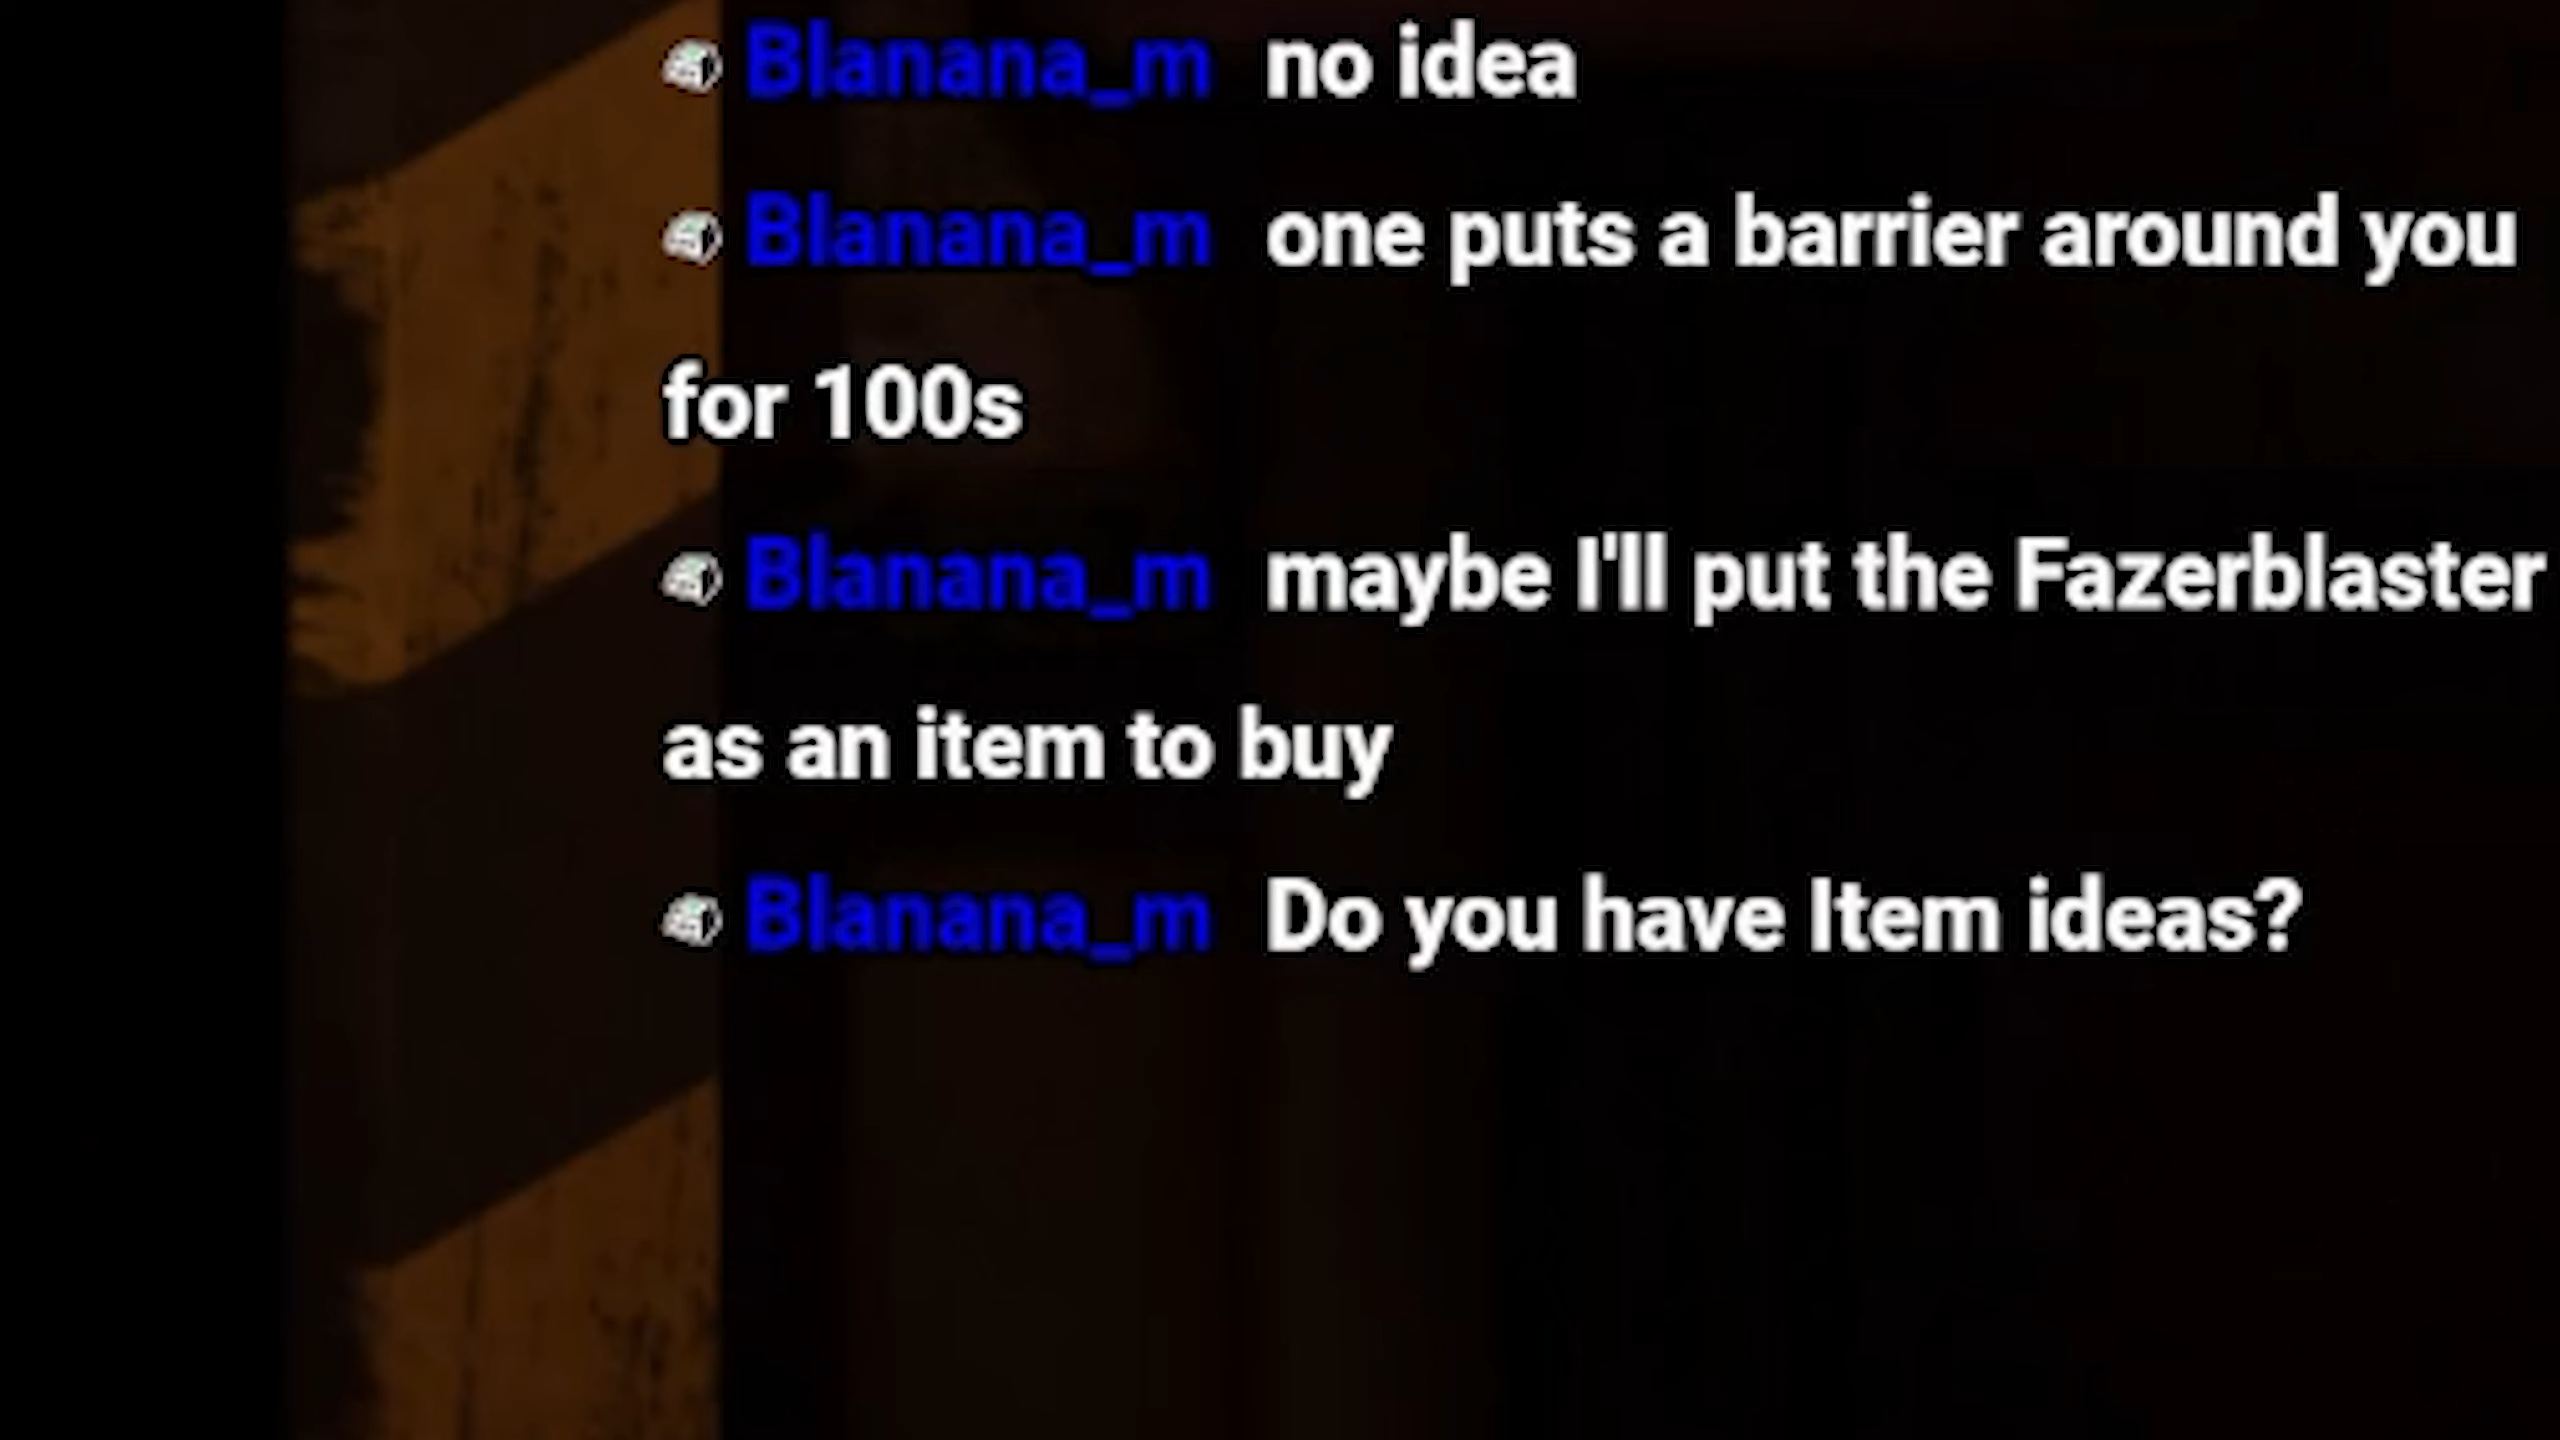 Blanana_m no idea
Blanana_m one puts a barrier around you
for 100s
Blanana_m maybe I'll put the Fazerblaster
as an item to buy
Blanana_m Do you have Item ideas?